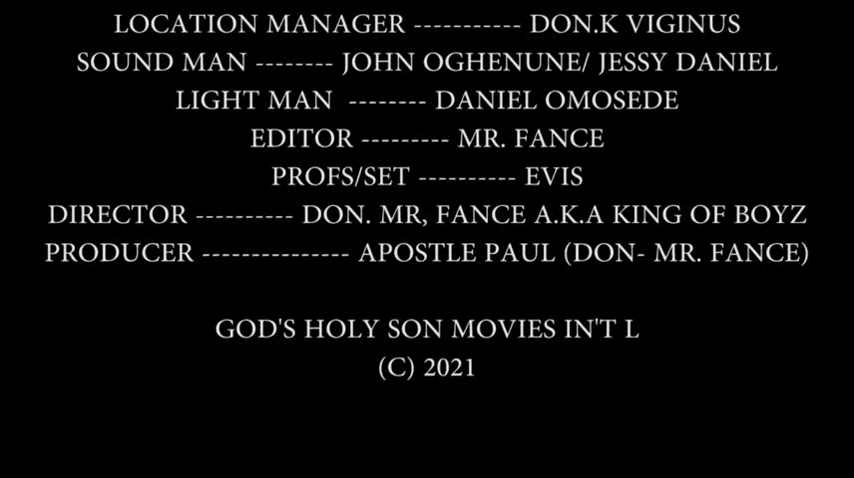 LOCATION MANAGER ----------- DON.K VIGINUS
SOUND MAN -------- JOHN OGHENUNE/ JESSY DANIEL
LIGHT MAN -------- DANIEL OMOSEDE
EDITOR --------- MR. FANCE
PROFS/SET ---------- EVIS
DIRECTOR ---------- DON. MR, FANCE A.K.A KING OF BOYZ
PRODUCER --------------- APOSTLE PAUL (DON- MR. FANCE)
GOD'S HOLY SON MOVIES IN'T L
(C) 2021